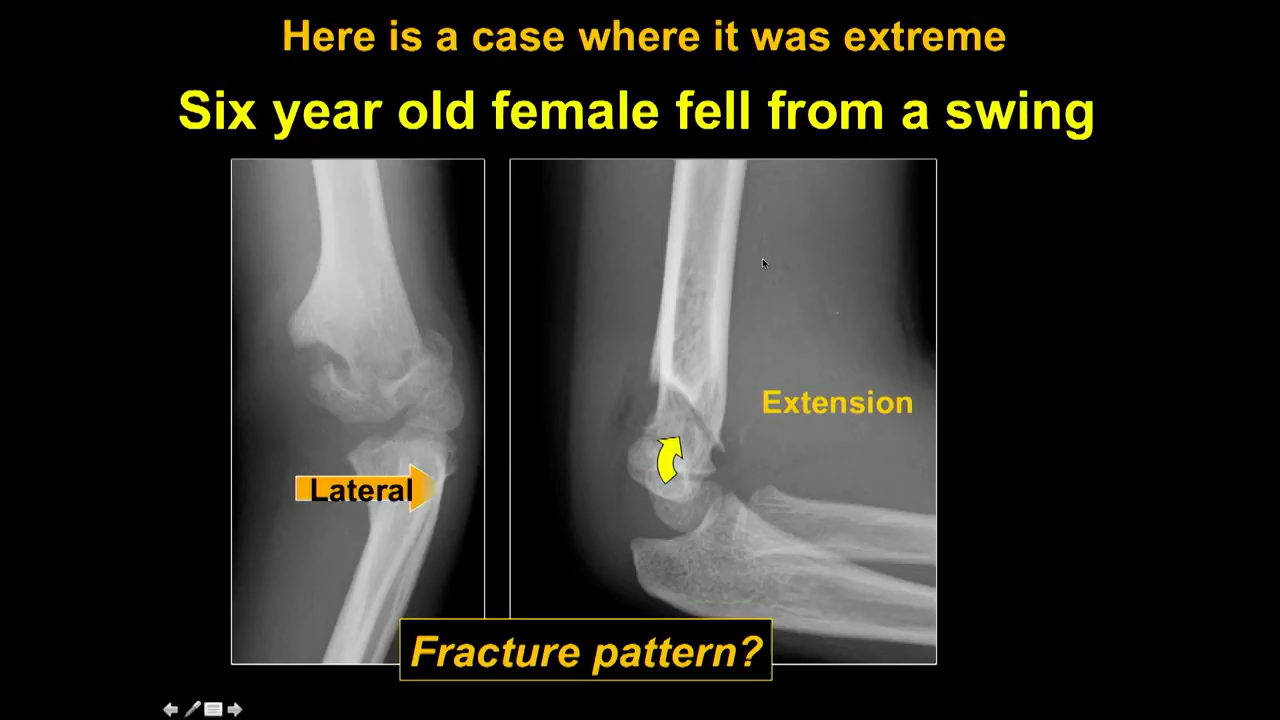 Here is a case where it was extreme
Six year old female fell from a swing
Extension
Lateral
Fracture pattern?